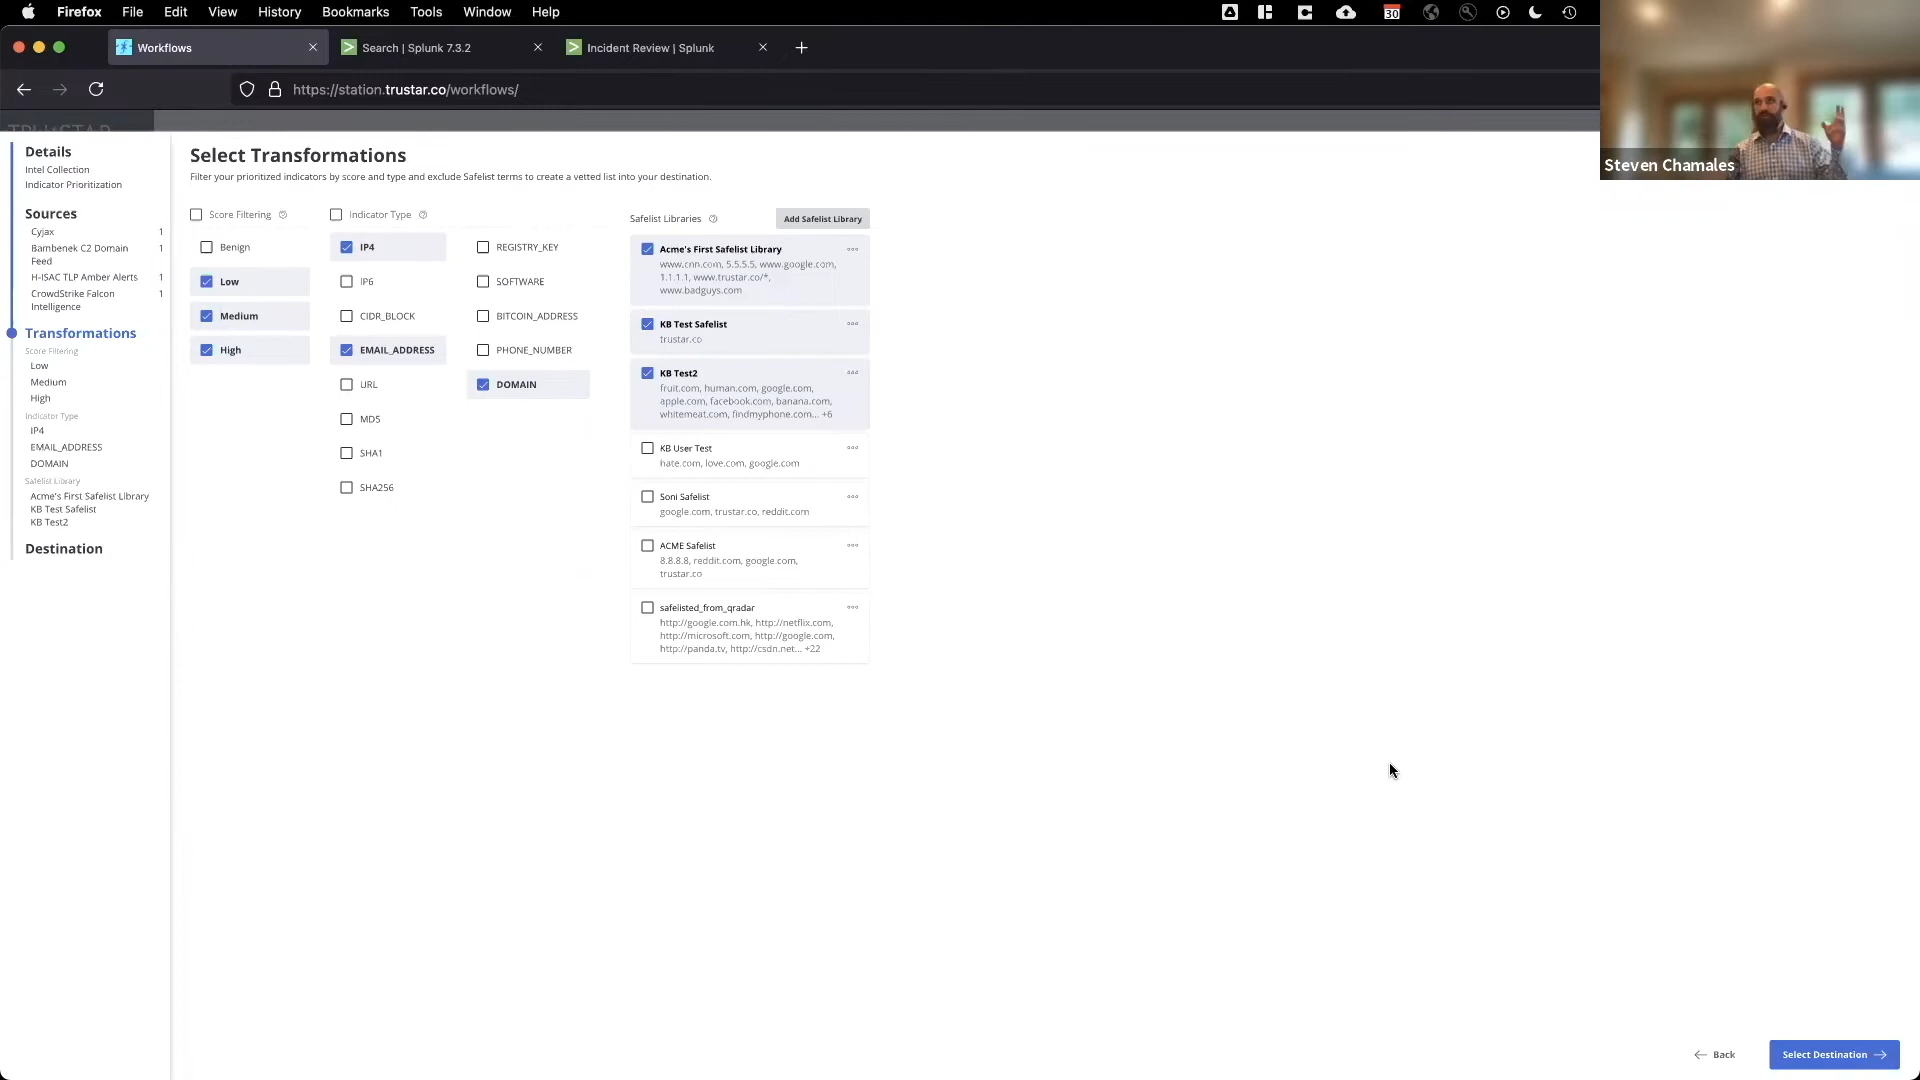 Firefox File Edit View History Bookmarks Tools Window Help
30
Workflows
Search | Splunk 7.3.2
Incident Review | Splunk
https://station.trustar.co/workflows/
Steven Chamales
Details
Intel Collection
Indicator Prioritization
Sources
Cyjax 1
Bambenek C2 Domain
Feed
H-ISAC TLP Amber Alerts 1
CrowdStrike Falcon 1
Intelligence
Transformations
Score Filtering
Low
Medium
High
Indicator Type
IP4
EMAIL_ADDRESS
DOMAIN
Safelist Library
Acme's First Safelist Library
KB Test Safelist
KB Test2
Destination
Select Transformations
Filter your prioritized indicators by score and type and exclude Safelist terms to create a vetted list into your destination.
Score Filtering
Benign
Low
Medium
High
Indicator Type
IP4
IP6
CIDR_BLOCK
EMAIL_ADDRESS
URL
MD5
SHA1
SHA256
REGISTRY_KEY
SOFTWARE
BITCOIN_ADDRESS
PHONE_NUMBER
DOMAIN
Safelist Libraries
Add Safelist Library
Acme's First Safelist Library
www.cnn.com, 5.5.5.5, www.google.com,
1.1.1.1, www.trustar.co/*,
www.badguys.com
KB Test Safelist
trustar.co
KB Test2
fruit.com, human.com, google.com,
apple.com, facebook.com, banana.com,
whitemeat.com, findmyphone.com... +6
KB User Test
hate.com, love.com, google.com
Soni Safelist
google.com, trustar.co, reddit.com
ACME Safelist
8.8.8.8, reddit.com, google.com,
trustar.co
safelisted_from_qradar
http://google.com.hk, http://netflix.com,
http://microsoft.com, http://google.com,
http://panda.tv, http://csdn.net... +22
Back
Select Destination